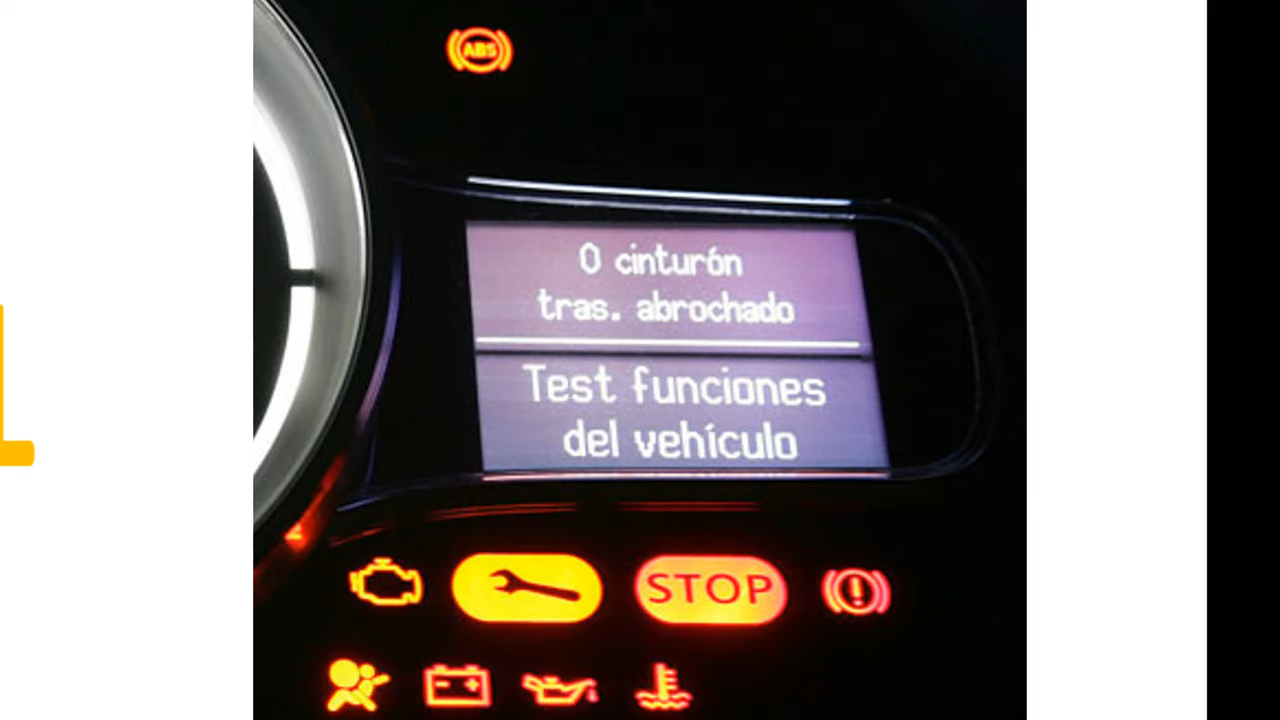 ABS
0 cinturón
tras. abrochado
Test funciones
del vehículo
STOP